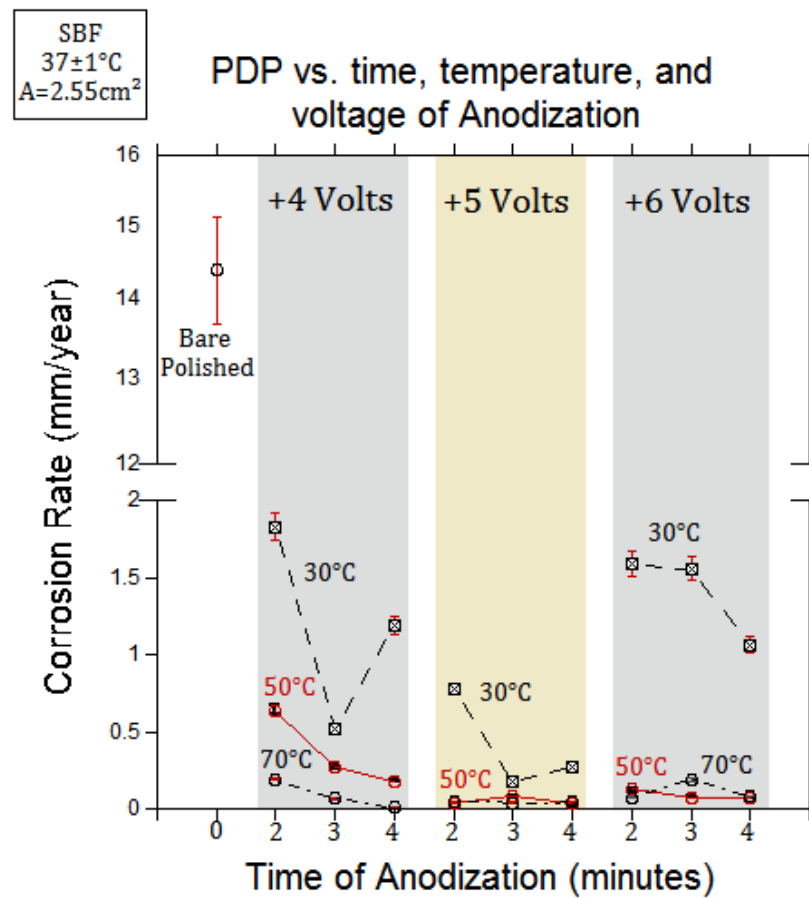 SBF
37±1°C
A=2.55cm²
PDP vs. time, temperature, and
voltage of Anodization
16
15
14
13
12
2
1.5
1
0.5
0
Corrosion Rate (mm/year)
+4 Volts
+5 Volts
+6 Volts
Bare
Polished
30°C
50°C
70°C
30°C
50°C
30°C
50°C
70°C
0 2 3 4 2 3 4 2 3 4
Time of Anodization (minutes)